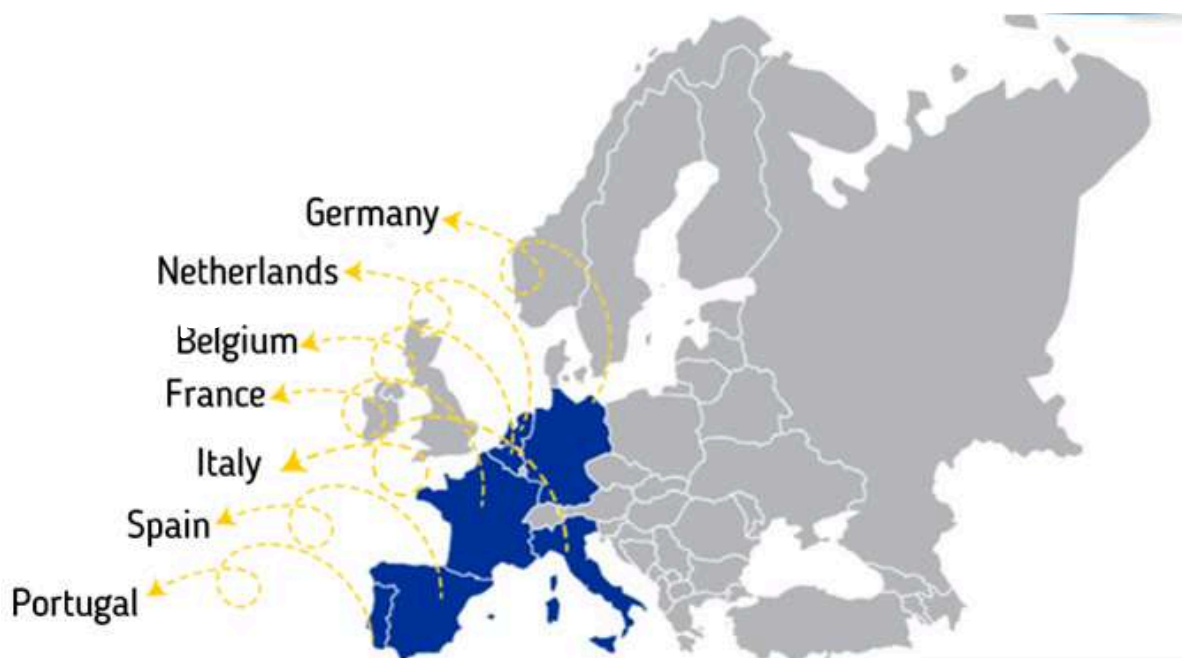 Germany
Netherlands
Belgium
France
Italy
Spain
Portugal